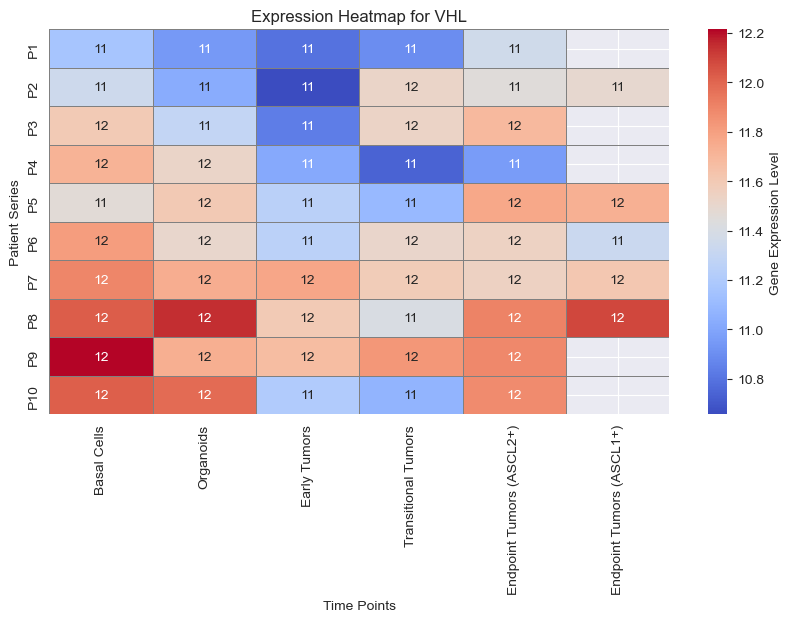 Expression Heatmap for VHL
P1 11 11 11 11 11
P2 11 11 11 12 11 11
P3 12 11 11 12 12
P4 12 12 11 11 11
P5 11 12 11 11 12 12
P6 12 12 11 12 12 11
P7 12 12 12 12 12 12
P8 12 12 12 11 12 12
P9 12 12 12 12 12
P10 12 12 11 11 12
Patient Series
Basal Cells
Organoids
Early Tumors
Transitional Tumors
Endpoint Tumors (ASCL2+)
Endpoint Tumors (ASCL1+)
Time Points
12.2
12.0
11.8
11.6
11.4
11.2
11.0
10.8
Gene Expression Level